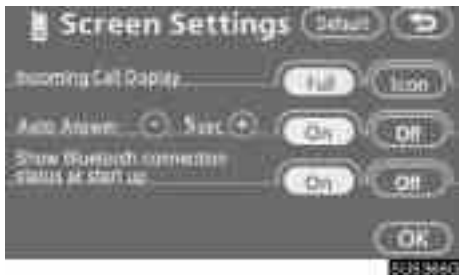 Screen Settings Default
Incoming Call Display Full Icon
Auto Answer - 5sec + On Off
Show Bluetooth connection
status at start up On Off
OK